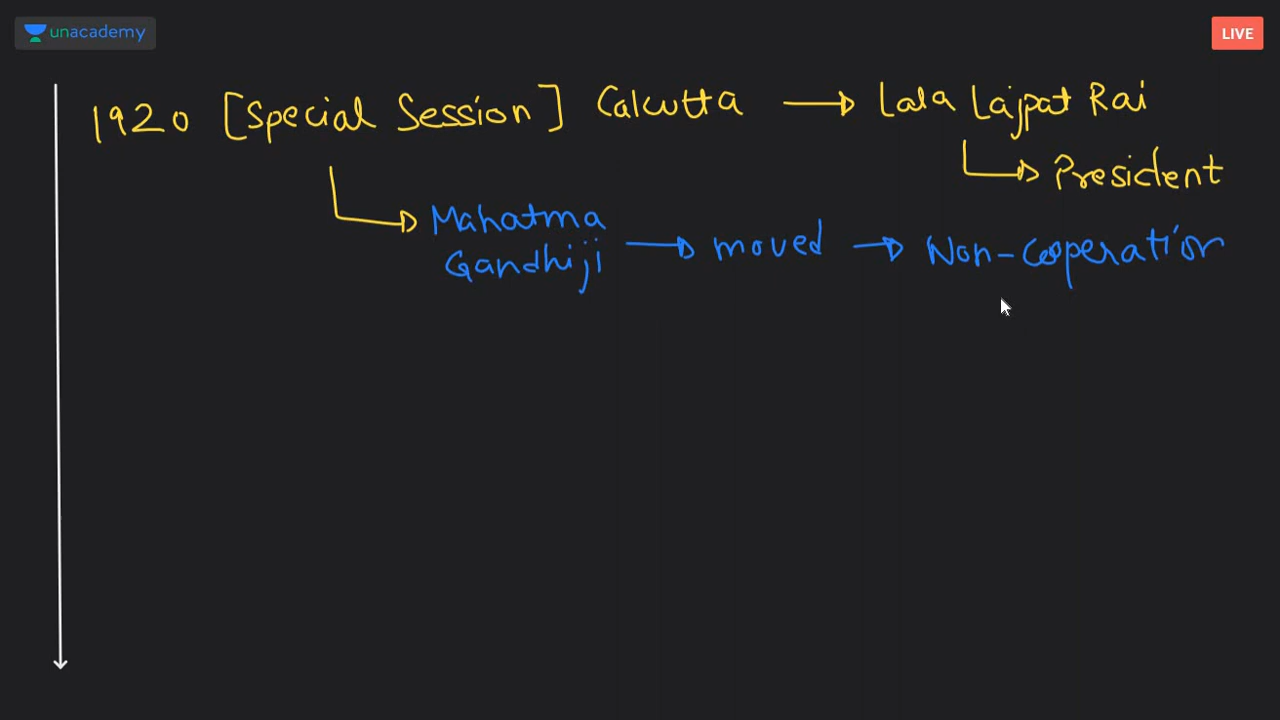 unacademy
LIVE
1920 [Special Session] Calcutta → Lala Lajpat Rai
→ President
→ Mahatma Gandhiji → moved → Non-Cooperation